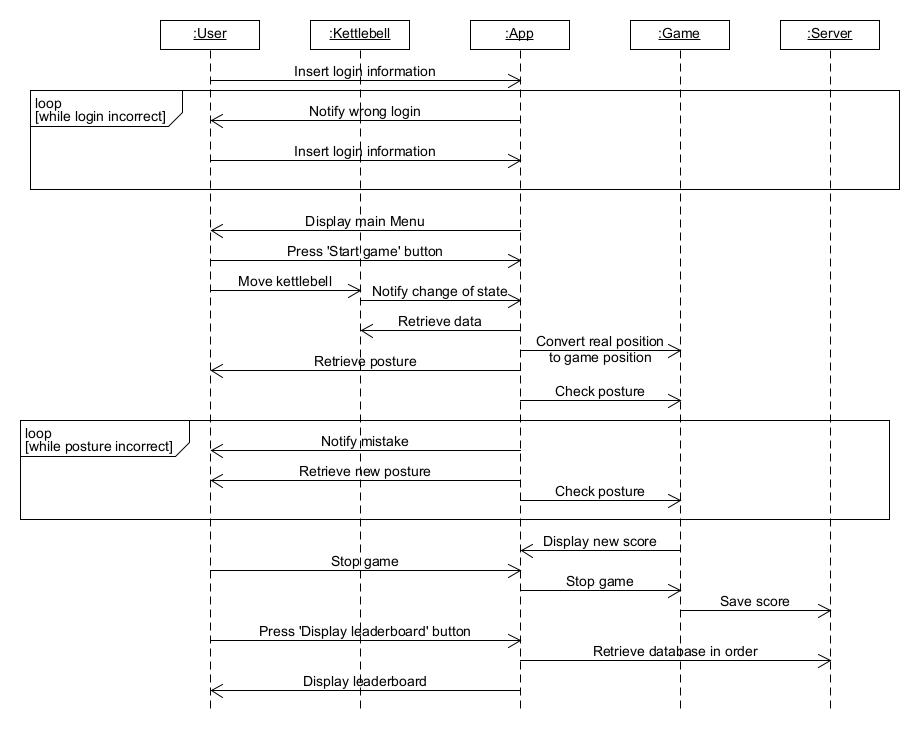 :User
:Kettlebell
:App
:Game
:Server
Insert login information
loop
[while login incorrect]
Notify wrong login
Insert login information
Display main Menu
Press 'Start game' button
Move kettlebell
Notify change of state
Retrieve data
Convert real position
to game position
Retrieve posture
Check posture
loop
[while posture incorrect]
Notify mistake
Retrieve new posture
Check posture
Display new score
Stop game
Stop game
Save score
Press 'Display leaderboard' button
Retrieve database in order
Display leaderboard